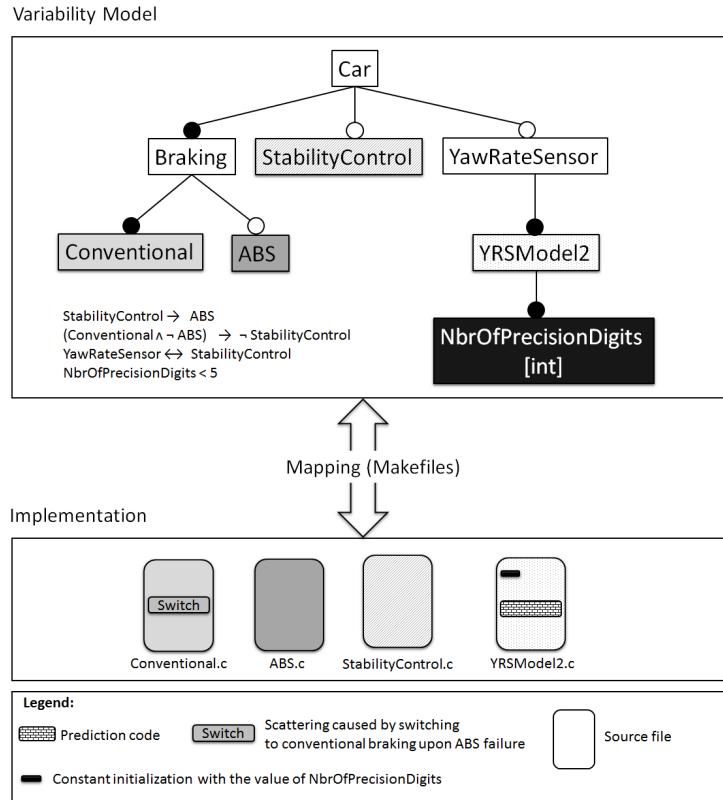 Variability Model
Car
Braking
StabilityControl
YawRateSensor
Conventional
ABS
YRSModel2
StabilityControl → ABS
(Conventional ∧ ¬ ABS) → ¬ StabilityControl
YawRateSensor ↔ StabilityControl
NbrOfPrecisionDigits < 5
NbrOfPrecisionDigits
[int]
Mapping (Makefiles)
Implementation
Switch
Conventional.c
ABS.c
StabilityControl.c
YRSModel2.c
Legend:
Prediction code
Switch
Scattering caused by switching
to conventional braking upon ABS failure
Source file
Constant initialization with the value of NbrOfPrecisionDigits